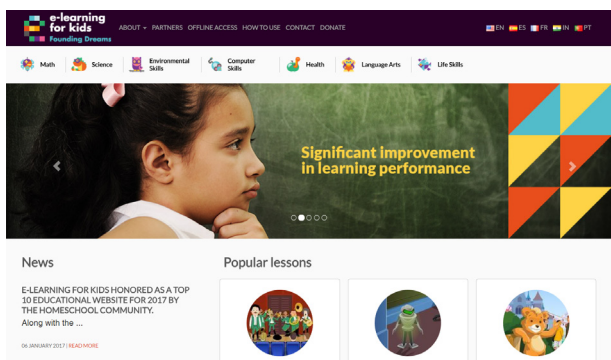 e-learning
for kids
Founding Dreams
ABOUT PARTNERS OFFLINE ACCESS HOW TO USE CONTACT DONATE
EN ES FR IN PT
Math
Science
Environmental
Skills
Computer
Skills
Health
Language Arts
Life Skills
Significant improvement
in learning performance
News
Popular lessons
E-LEARNING FOR KIDS HONORED AS A TOP
10 EDUCATIONAL WEBSITE FOR 2017 BY
THE HOMESCHOOL COMMUNITY.
Along with the ...
06 JANUARY 2017 | READ MORE